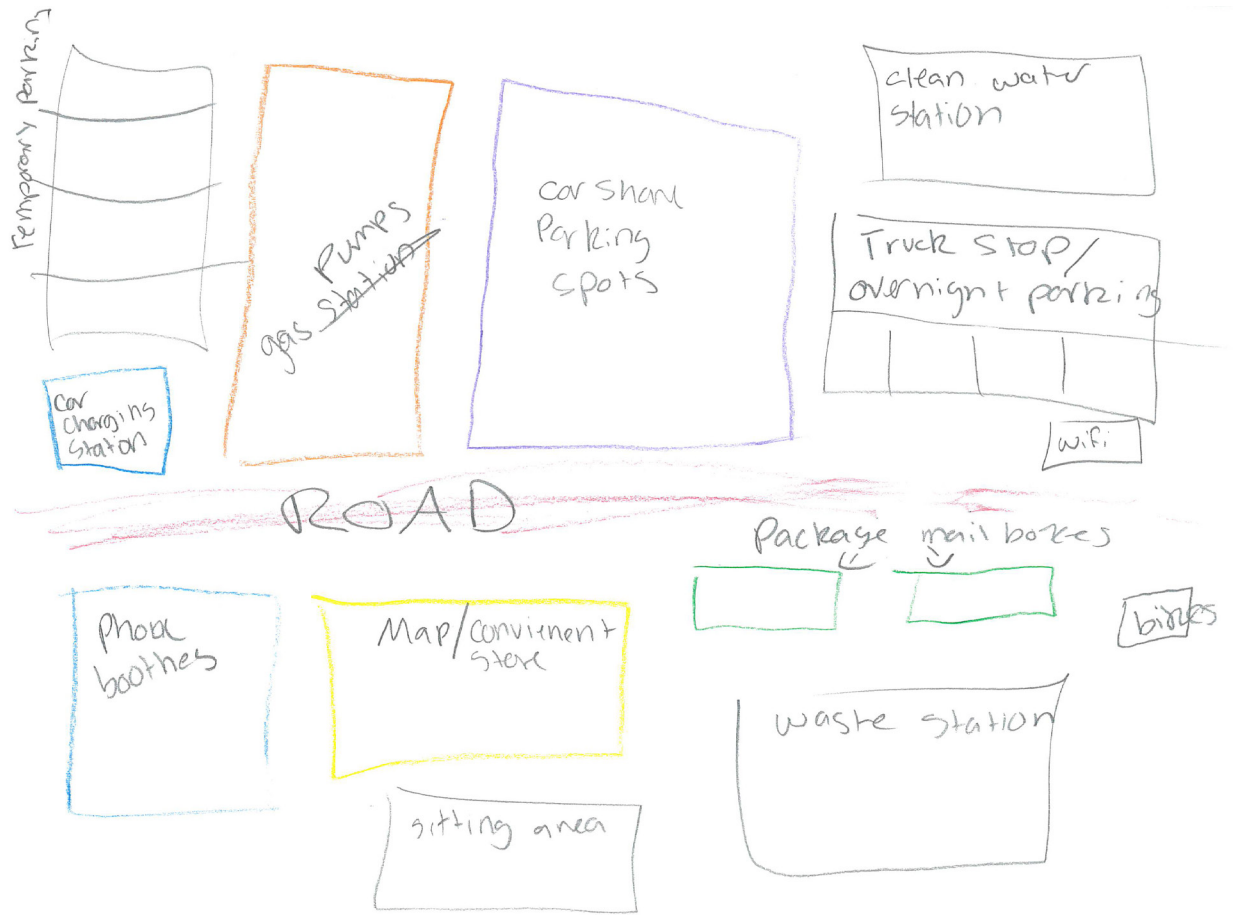 Temporary parking
clean water
station
Pumps
gas station
car share
Parking
spots
Truck stop/
overnight parking
car
charging
station
wifi
ROAD
Package mail boxes
Phone
boothes
Map/convienent
store
bikes
waste station
sitting area